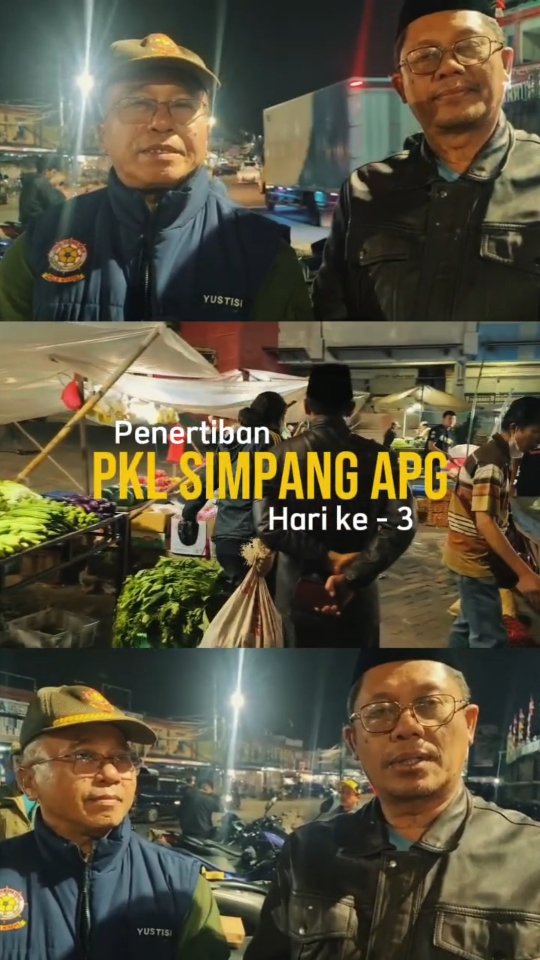 YUSTISI
Penertiban
PKL SIMPANG APG
Hari ke - 3
YUSTISI